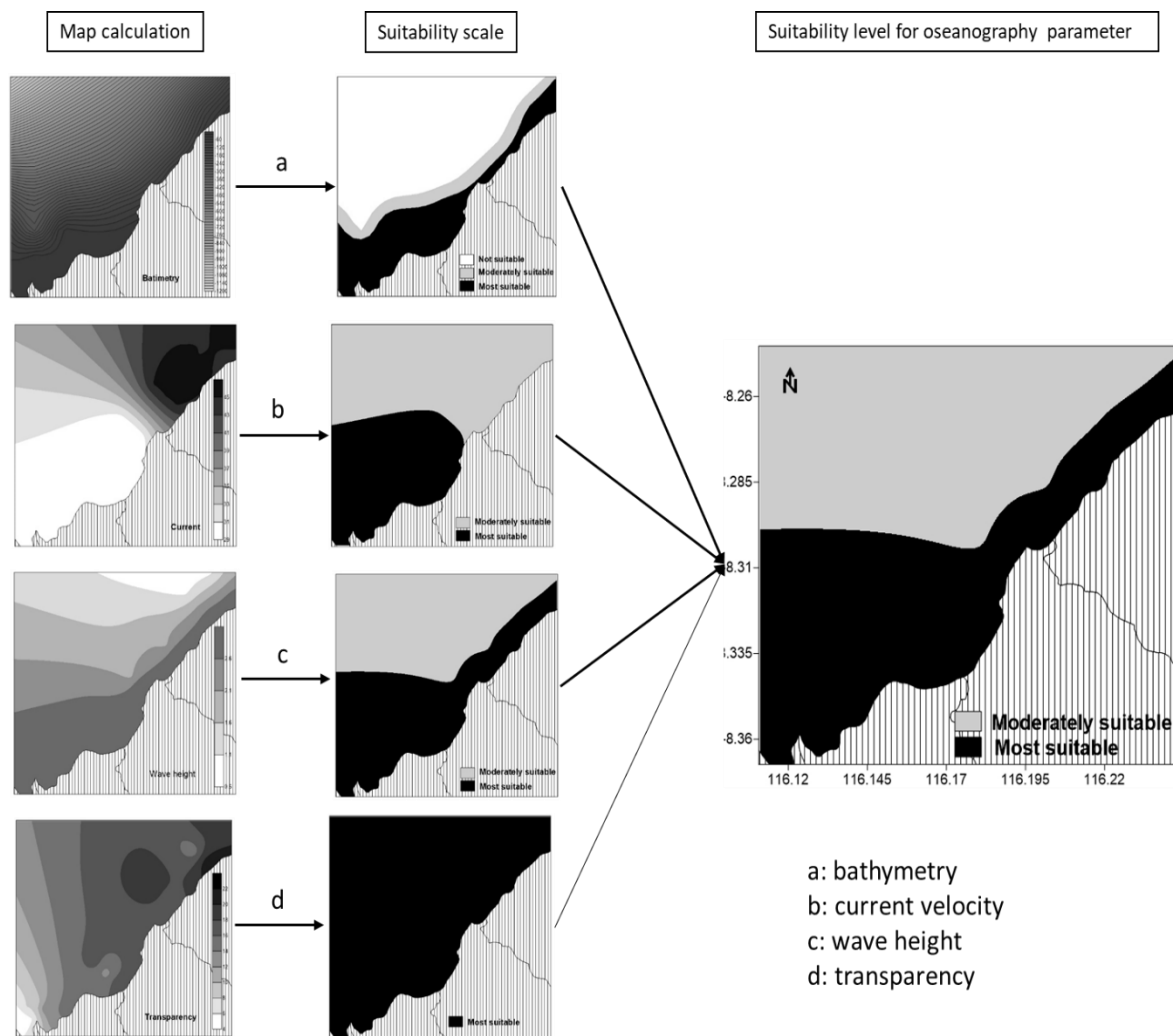 Map calculation
Suitability scale
Suitability level for oseanography parameter
Batimetry
a
Not suitable
Moderately suitable
Most suitable
Current
b
Moderately suitable
Most suitable
Wave height
c
Moderately suitable
Most suitable
Transparency
d
Most suitable
N
-8.26
3.285
-8.31
3.335
-8.36
116.12
116.145
116.17
116.195
116.22
Moderately suitable
Most suitable
a: bathymetry
b: current velocity
c: wave height
d: transparency